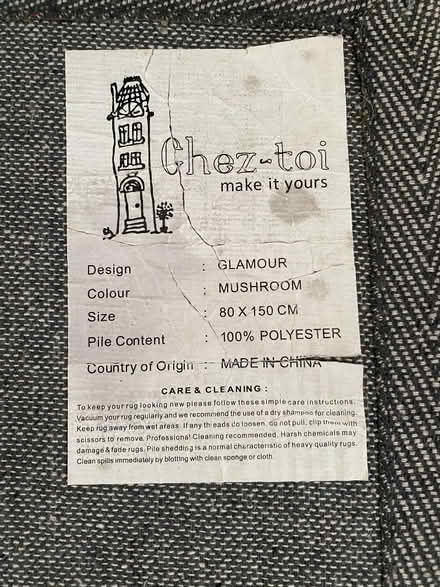 Chez-toi
make it yours
Design : GLAMOUR
Colour : MUSHROOM
Size : 80 X 150 CM
Pile Content : 100% POLYESTER
Country of Origin : MADE IN CHINA
CARE & CLEANING :
To keep your rug looking new please follow these simple care instructions.
Vacuum your rug regularly and we recommend the use of a dry shampoo for cleaning.
Keep rug away from wet areas. If any threads do loosen, do not pull, clip them with
scissors to remove. Professional Cleaning recommended. Harsh chemicals may
damage & fade rugs. Pile shedding is a normal characteristic of heavy quality rugs.
Clean spills immediately by blotting with clean sponge or cloth.